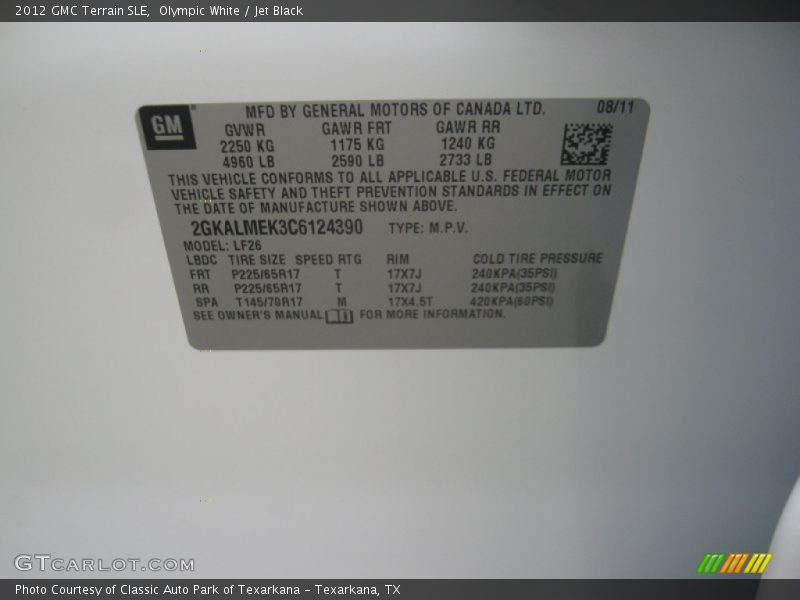 2012 GMC Terrain SLE, Olympic White / Jet Black
GM
MFD BY GENERAL MOTORS OF CANADA LTD. 08/11
GVWR GAWR FRT GAWR RR
2250 KG 1175 KG 1240 KG
4960 LB 2590 LB 2733 LB
THIS VEHICLE CONFORMS TO ALL APPLICABLE U.S. FEDERAL MOTOR
VEHICLE SAFETY AND THEFT PREVENTION STANDARDS IN EFFECT ON
THE DATE OF MANUFACTURE SHOWN ABOVE.
2GKALMEK3C6124390 TYPE: M.P.V.
MODEL: LF26
LBDC TIRE SIZE SPEED RTG RIM COLD TIRE PRESSURE
FRT P225/65R17 T 17X7J 240KPA(35PSI)
RR P225/65R17 T 17X7J 240KPA(35PSI)
SPA T145/70R17 M 17X4.5T 420KPA(60PSI)
SEE OWNER'S MANUAL FOR MORE INFORMATION.
GTCARLOT.COM
Photo Courtesy of Classic Auto Park of Texarkana – Texarkana, TX